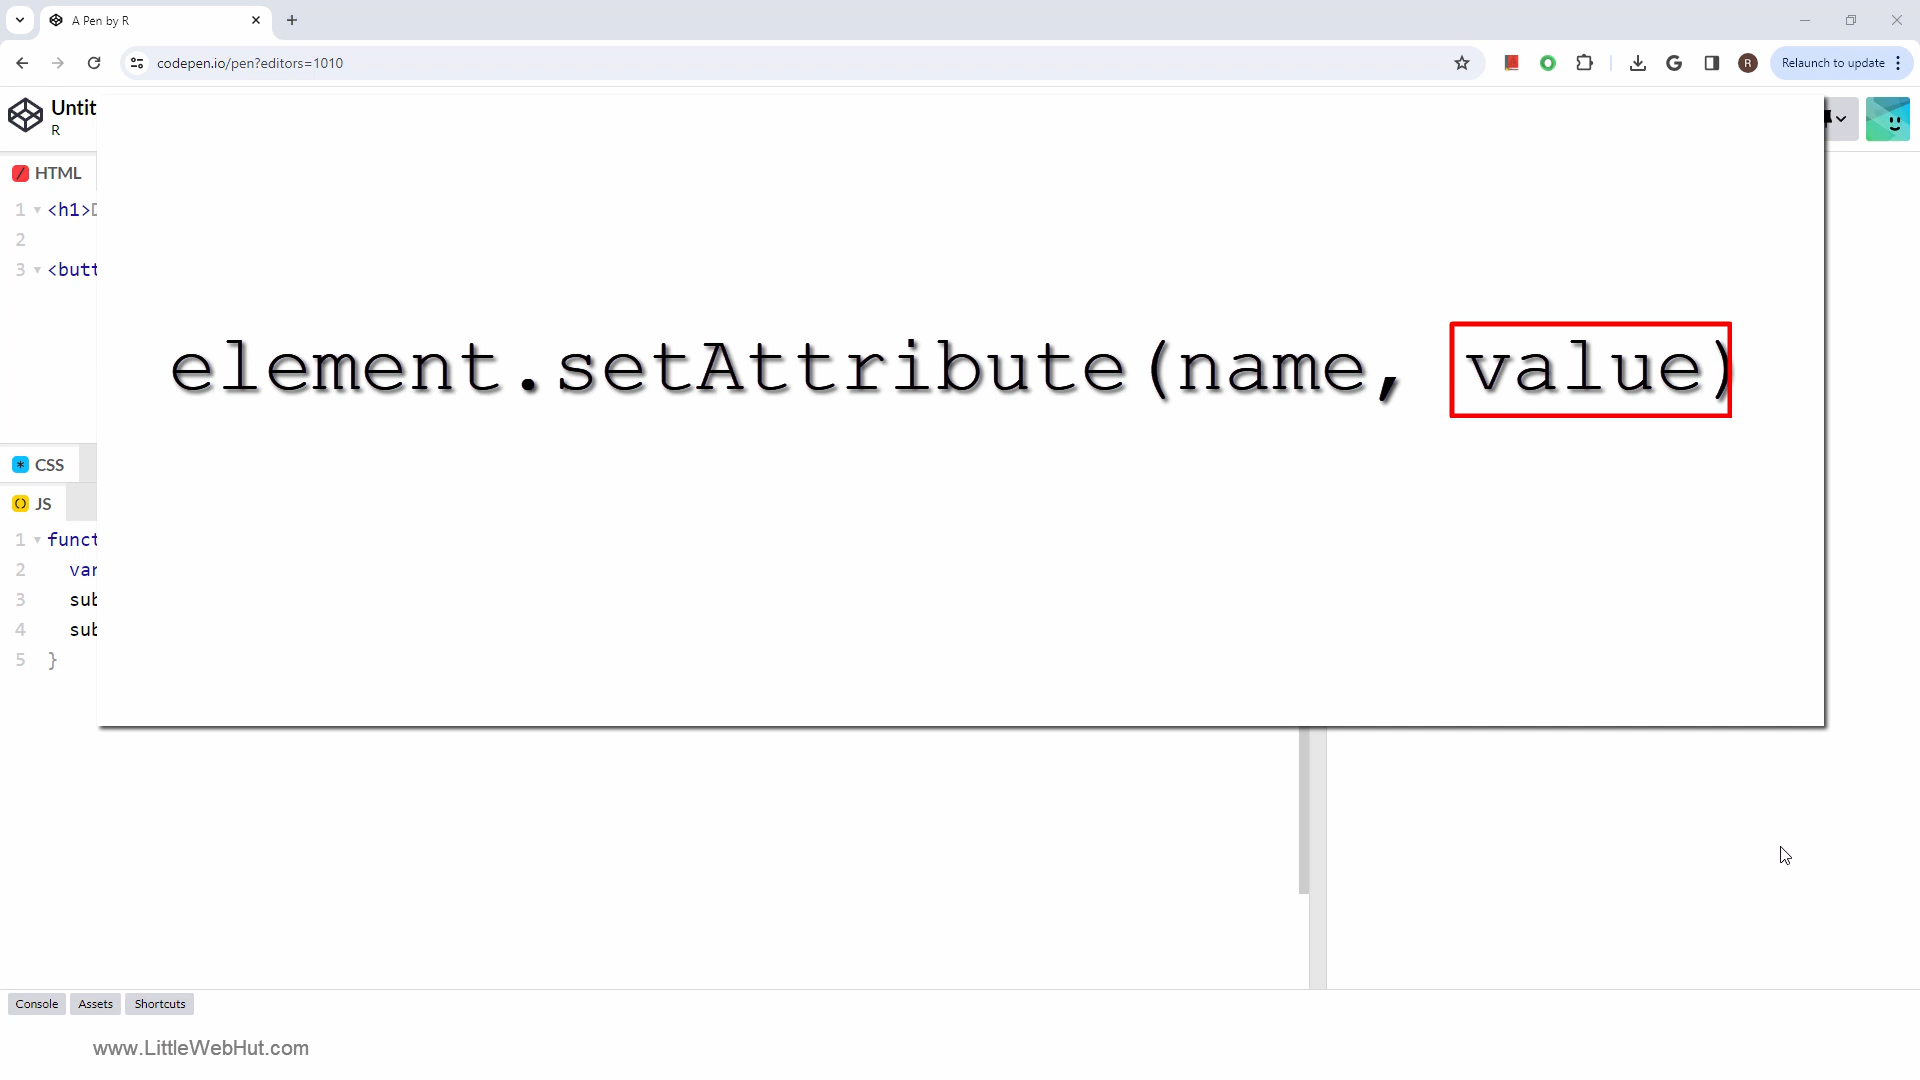 A Pen by R
codepen.io/pen?editors=1010
R
Relaunch to update
Untit
R
HTML
1 <h1>
2
3 <butt
element.setAttribute(name, value)
CSS
JS
1 funct
2 var
3 sub
4 sub
5 }
Console Assets Shortcuts
www.LittleWebHut.com